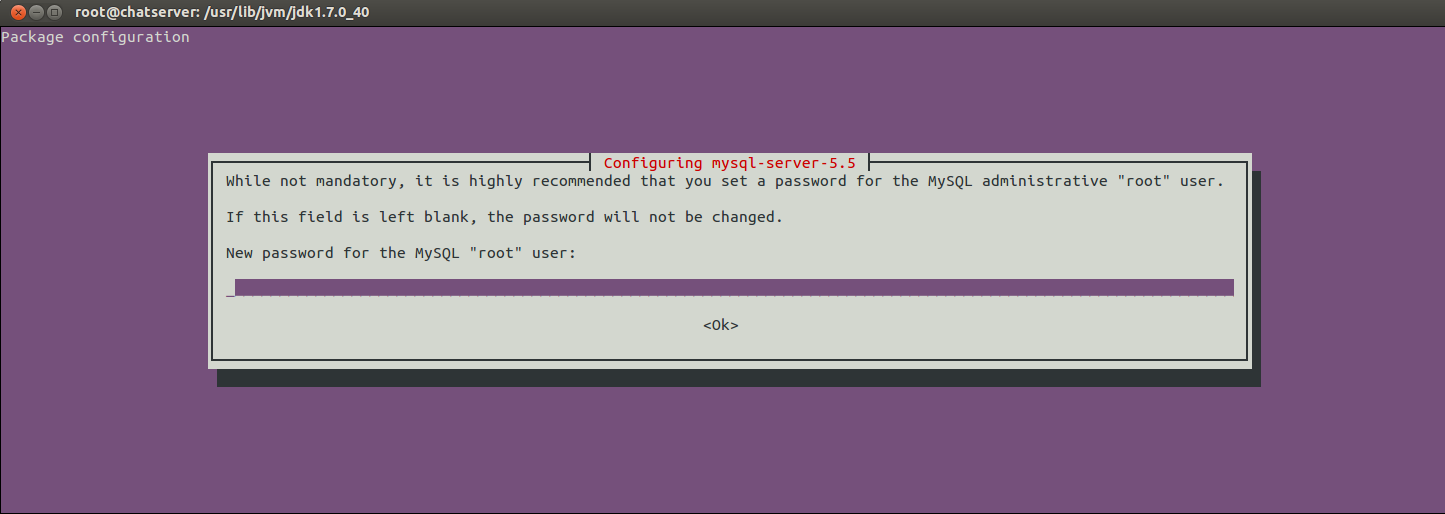 root@chatserver: /usr/lib/jvm/jdk1.7.0_40
Package configuration
Configuring mysql-server-5.5
While not mandatory, it is highly recommended that you set a password for the MySQL administrative "root" user.
If this field is left blank, the password will not be changed.
New password for the MySQL "root" user:
<Ok>